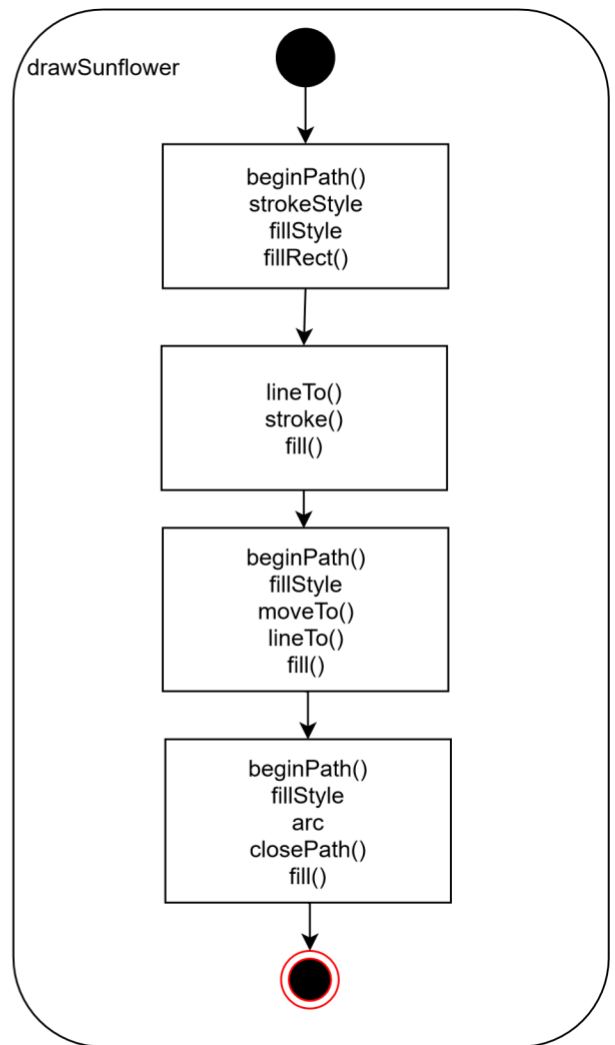 drawSunflower
beginPath()
strokeStyle
fillStyle
fillRect()
lineTo()
stroke()
fill()
beginPath()
fillStyle
moveTo()
lineTo()
fill()
beginPath()
fillStyle
arc
closePath()
fill()